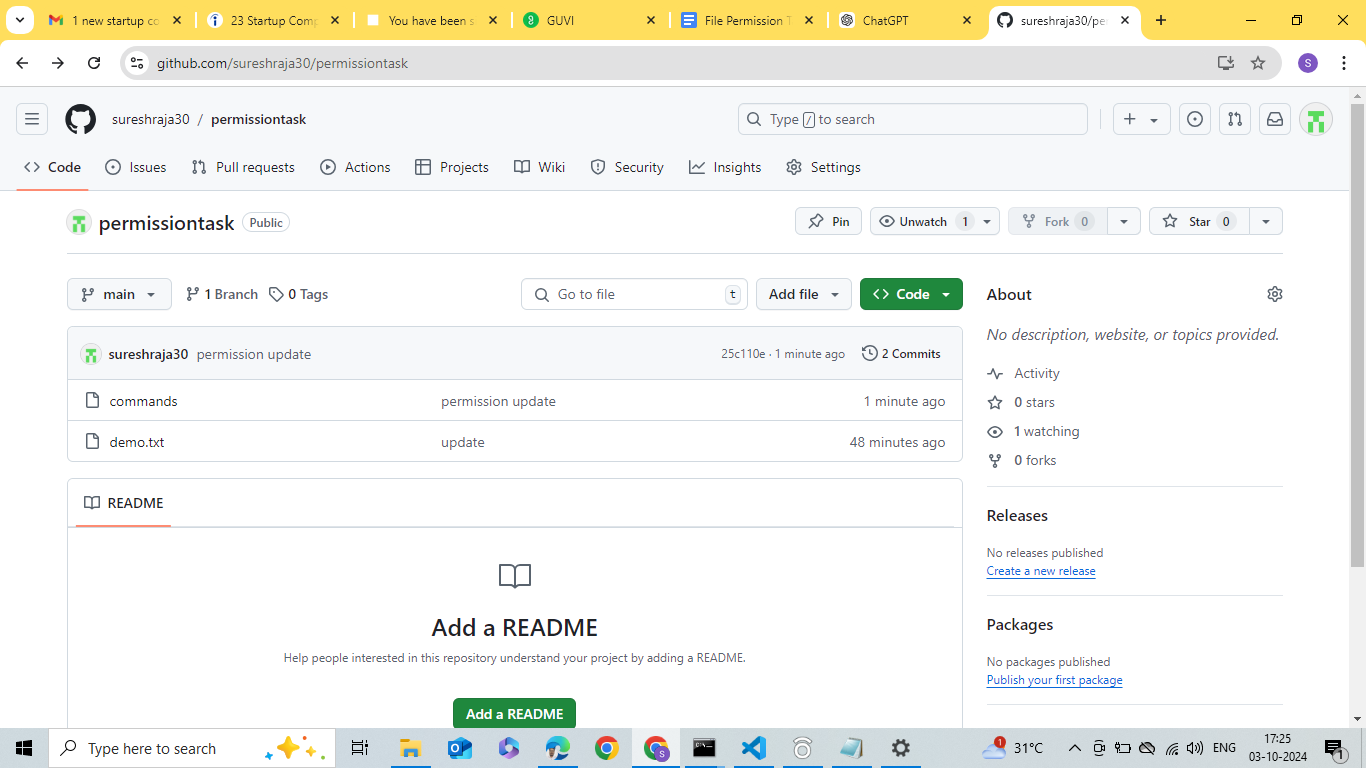 1 new startup co
23 Startup Comp
You have been s
GUVI
File Permission T
ChatGPT
sureshraja30/pe
github.com/sureshraja30/permissiontask
S
sureshraja30 / permissiontask
Type / to search
Code
Issues
Pull requests
Actions
Projects
Wiki
Security
Insights
Settings
permissiontask
Public
Pin
Unwatch 1
Fork 0
Star 0
main
1 Branch
0 Tags
Go to file
t
Add file
Code
About
No description, website, or topics provided.
sureshraja30 permission update
25c110e · 1 minute ago
2 Commits
commands
permission update
1 minute ago
demo.txt
update
48 minutes ago
Activity
0 stars
1 watching
0 forks
README
Releases
No releases published
Create a new release
Add a README
Help people interested in this repository understand your project by adding a README.
Add a README
Packages
No packages published
Publish your first package
Type here to search
S
1
31°C
ENG
17:25
03-10-2024
1